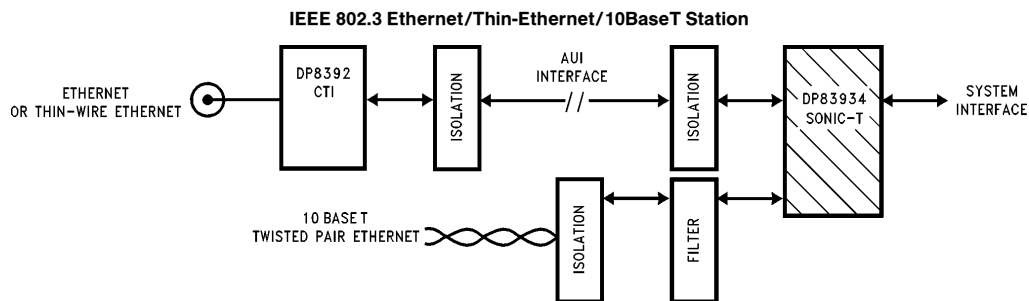 IEEE 802.3 Ethernet/Thin-Ethernet/10BaseT Station
ETHERNET
OR THIN-WIRE ETHERNET
DP8392
CTI
ISOLATION
AUI
INTERFACE
ISOLATION
DP83934
SONIC-T
SYSTEM
INTERFACE
10 BASE T
TWISTED PAIR ETHERNET
ISOLATION
FILTER